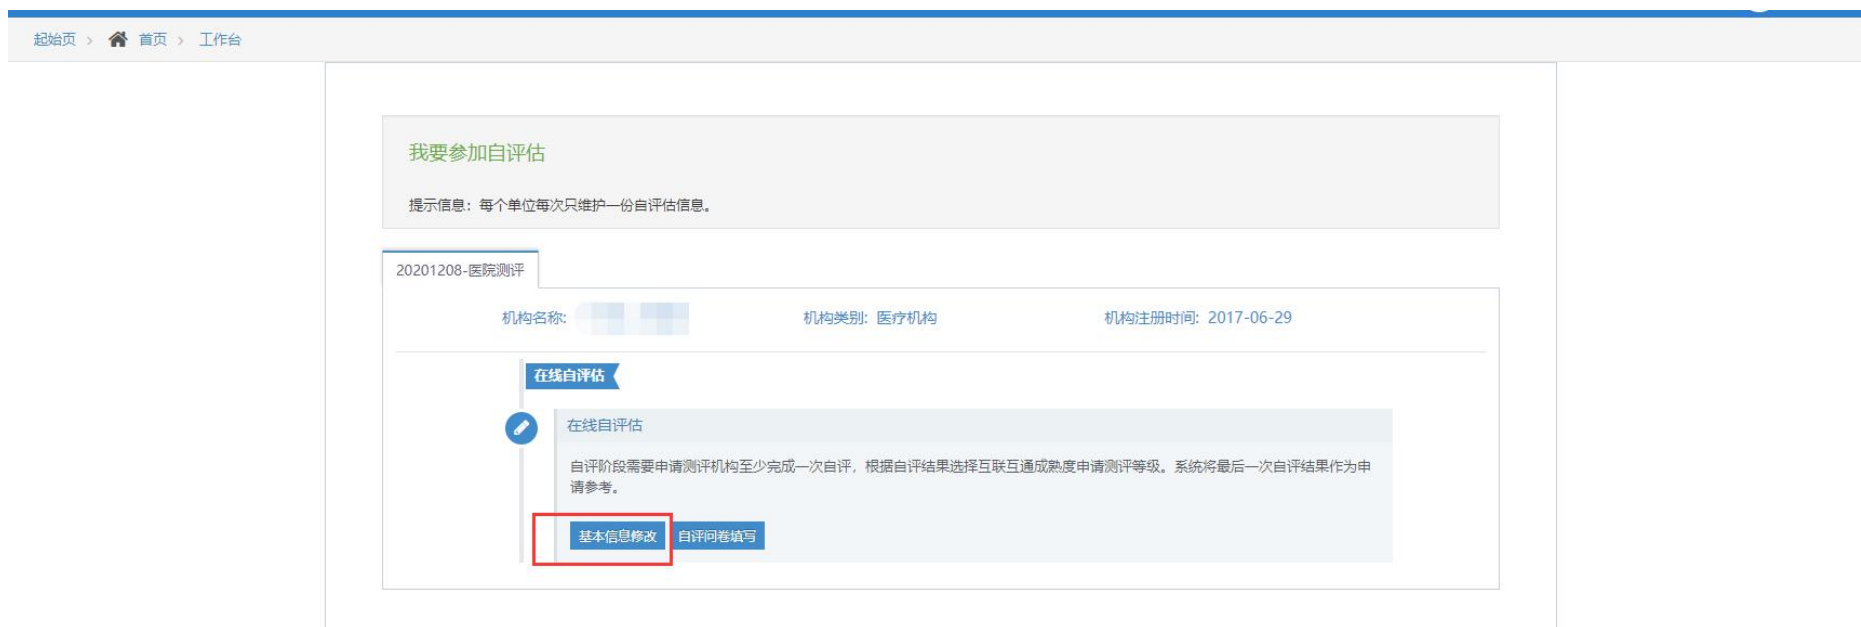 起始页 > 首页 > 工作台
我要参加自评估
提示信息：每个单位每次只维护一份自评估信息。
20201208-医院测评
机构名称: 机构类别: 医疗机构 机构注册时间: 2017-06-29
在线自评估
在线自评估
自评阶段需要申请测评机构至少完成一次自评，根据自评结果选择互联互通成熟度申请测评等级。系统将最后一次自评结果作为申
请参考。
基本信息修改 自评问卷填写